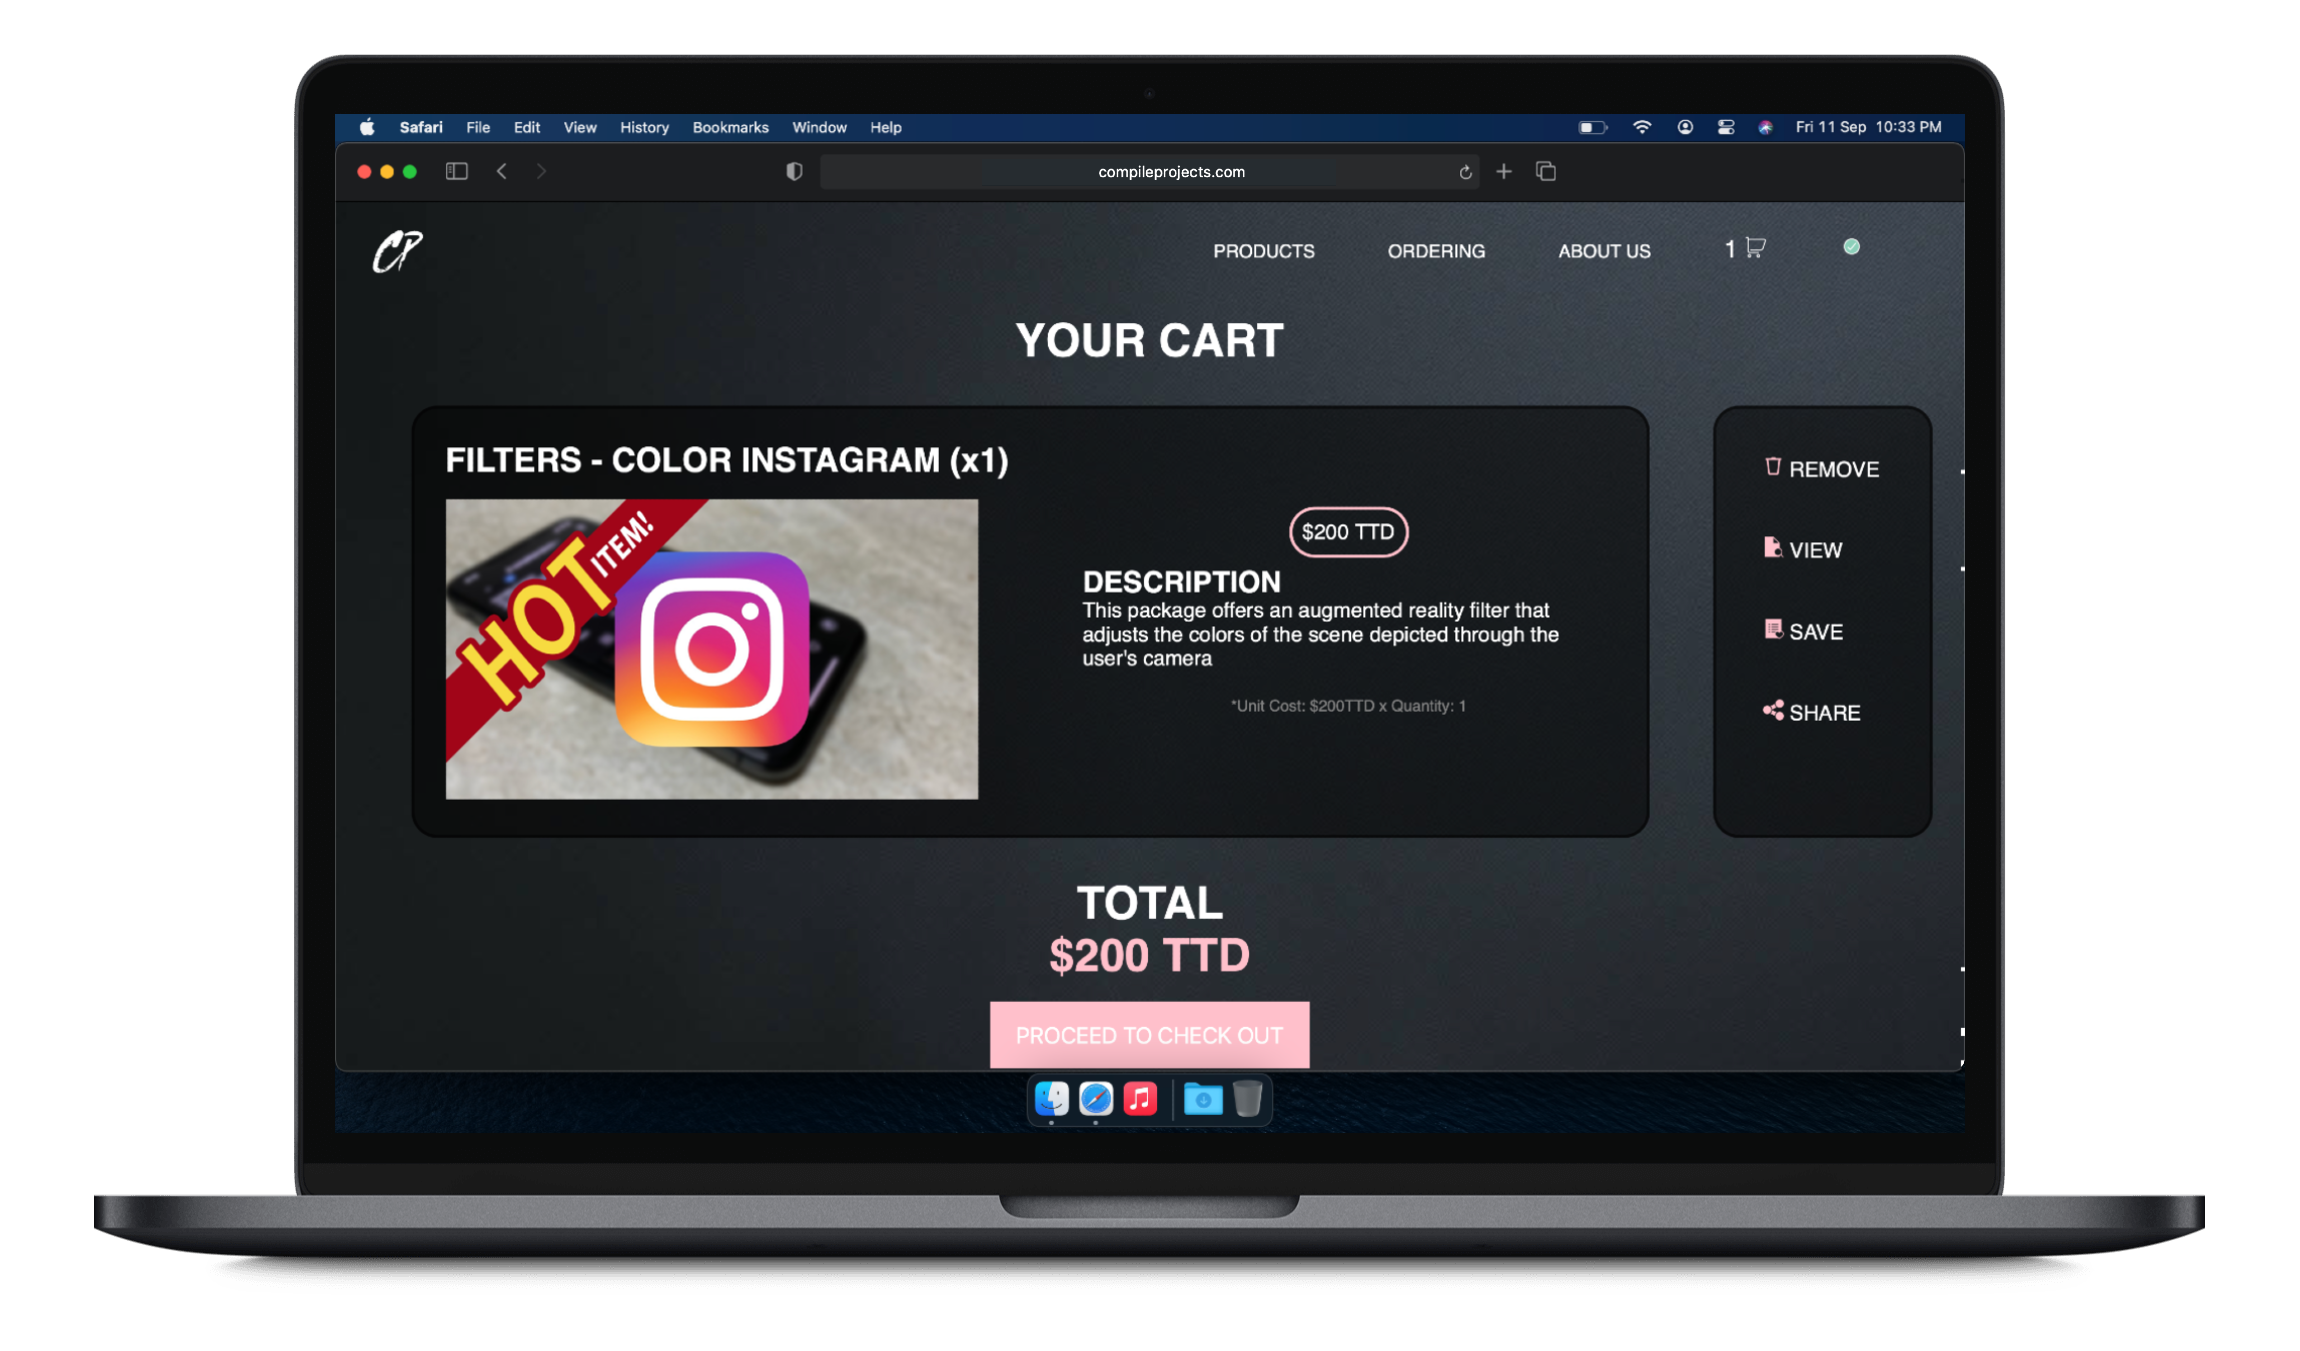 Safari File Edit View History Bookmarks Window Help Fri 11 Sep 10:33 PM
compileprojects.com
CP
PRODUCTS ORDERING ABOUT US 1
YOUR CART
FILTERS - COLOR INSTAGRAM (x1)
HOT ITEM!
$200 TTD
DESCRIPTION
This package offers an augmented reality filter that
adjusts the colors of the scene depicted through the
user's camera
*Unit Cost: $200TTD x Quantity: 1
REMOVE
VIEW
SAVE
SHARE
TOTAL
$200 TTD
PROCEED TO CHECK OUT